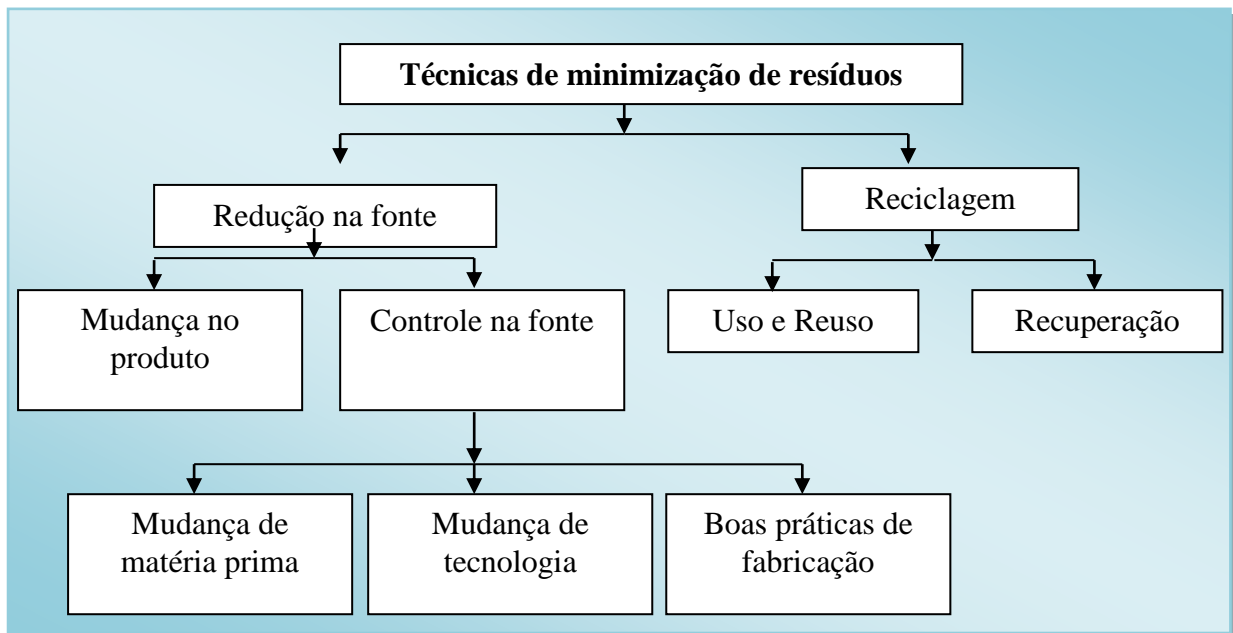 Técnicas de minimização de resíduos
Redução na fonte
Reciclagem
Mudança no
produto
Controle na fonte
Uso e Reuso
Recuperação
Mudança de
matéria prima
Mudança de
tecnologia
Boas práticas de
fabricação